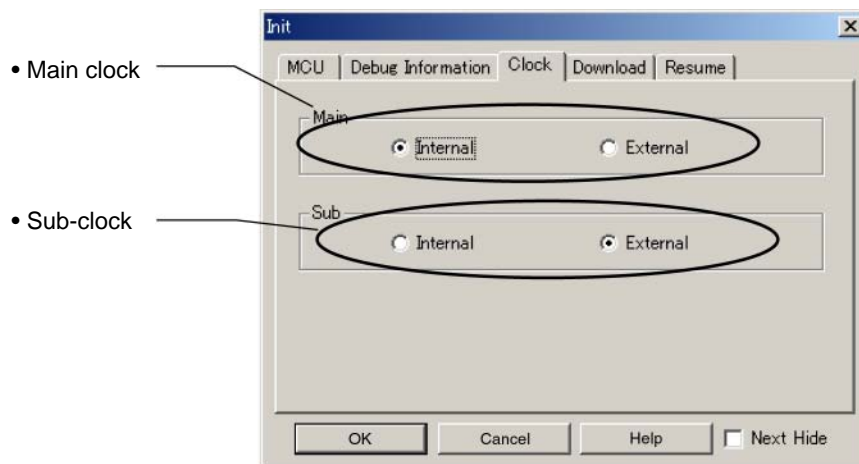 Init
MCU Debug Information Clock Download Resume
• Main clock
Main
Internal External
• Sub-clock
Sub
Internal External
OK Cancel Help Next Hide